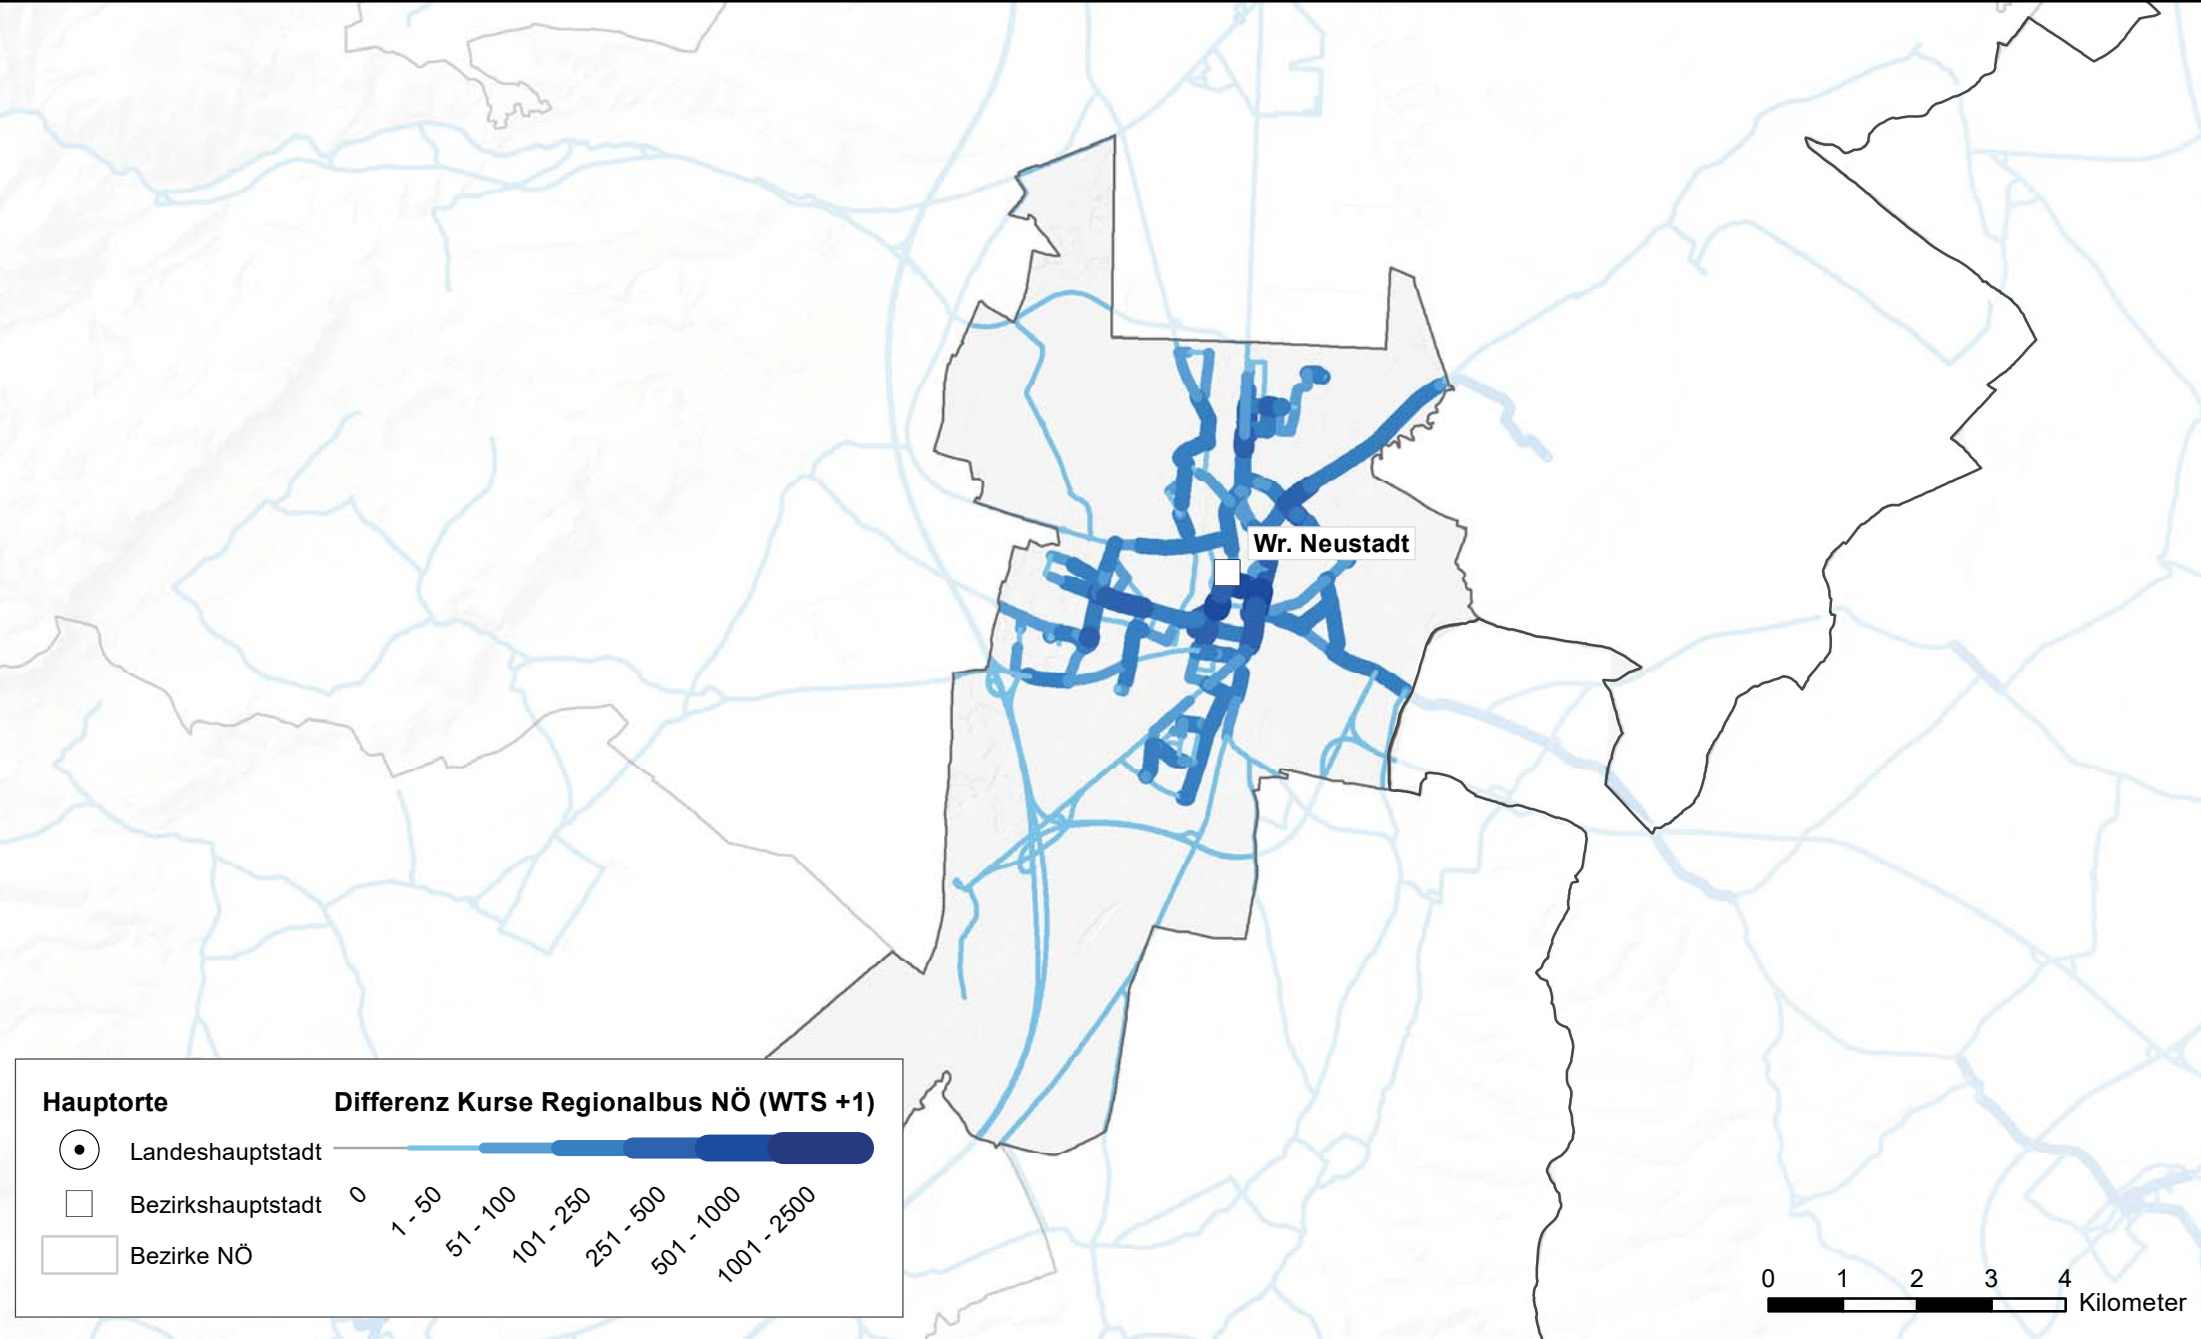 Wr. Neustadt
Hauptorte
Landeshauptstadt
Bezirkshauptstadt
Bezirke NÖ
Differenz Kurse Regionalbus NÖ (WTS +1)
0
1 - 50
51 - 100
101 - 250
251 - 500
501 - 1000
1001 - 2500
0 1 2 3 4
Kilometer